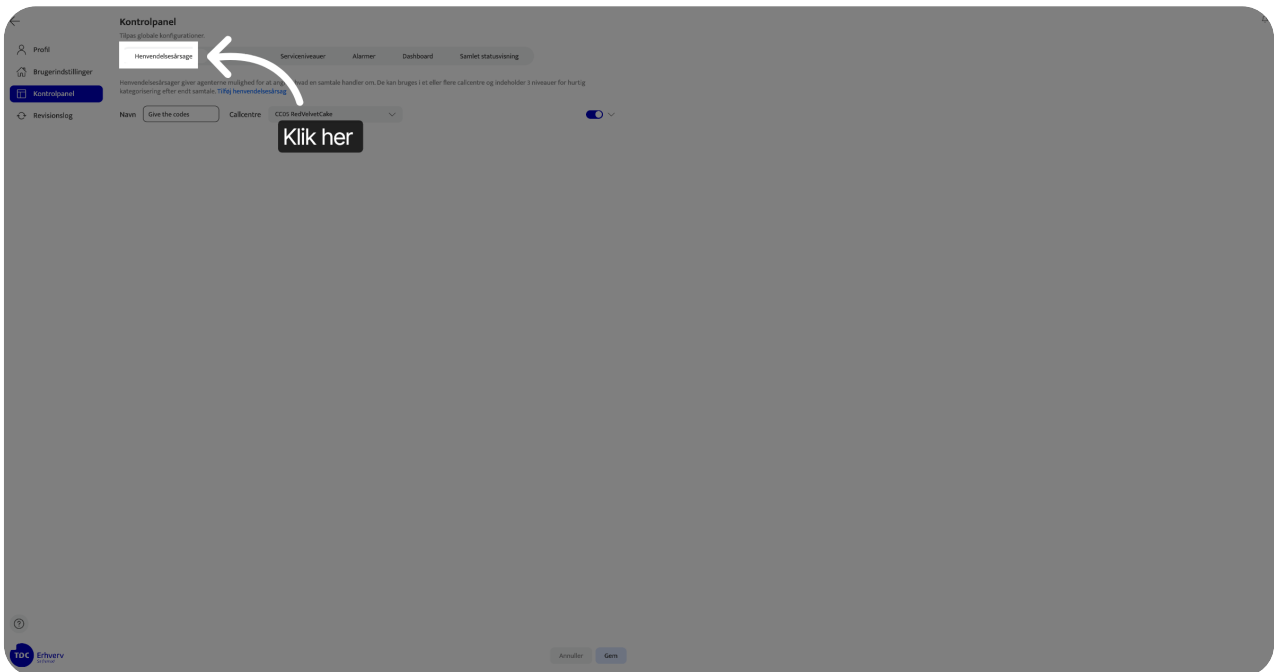 Kontrolpanel
Tilpas globale konfigurationer.
Profil
Brugerindstillinger
Kontrolpanel
Revisionslog
Henvendelsesårsage
Serviceniveauer
Alarmer
Dashboard
Samlet statusvisning
Henvendelsesårsager giver agenterne mulighed for at hvad en samtale handler om. De kan bruges i et eller flere callcentre og indeholder 3 niveauer for hurtig
kategorisering efter endt samtale. Tilføj henvendelsesårsag
Navn
Give the codes
Callcentre
CC05 RedVelvetCake
Klik her
?
TDC Erhverv
Annuller
Gem